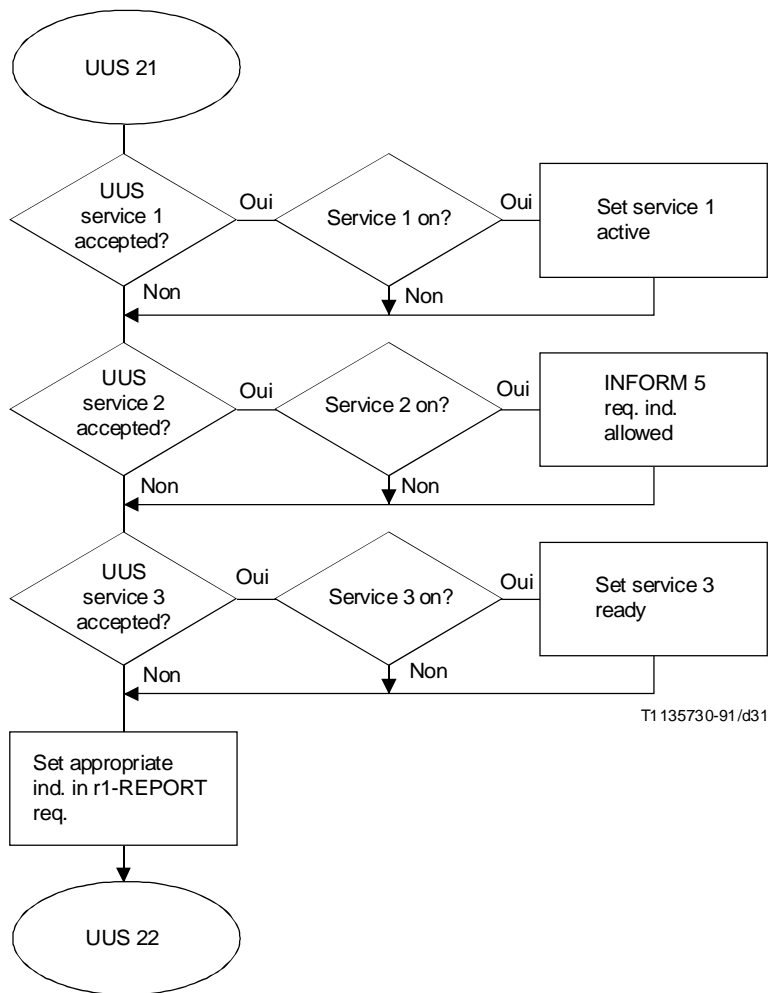 UUS 21
UUS
service 1
accepted?
Oui
Service 1 on?
Oui
Set service 1
active
Non
Non
UUS
service 2
accepted?
Oui
Service 2 on?
Oui
INFORM 5
req. ind.
allowed
Non
Non
UUS
service 3
accepted?
Oui
Service 3 on?
Oui
Set service 3
ready
Non
Non
T1135730-91/d31
Set appropriate
ind. in r1-REPORT
req.
UUS 22